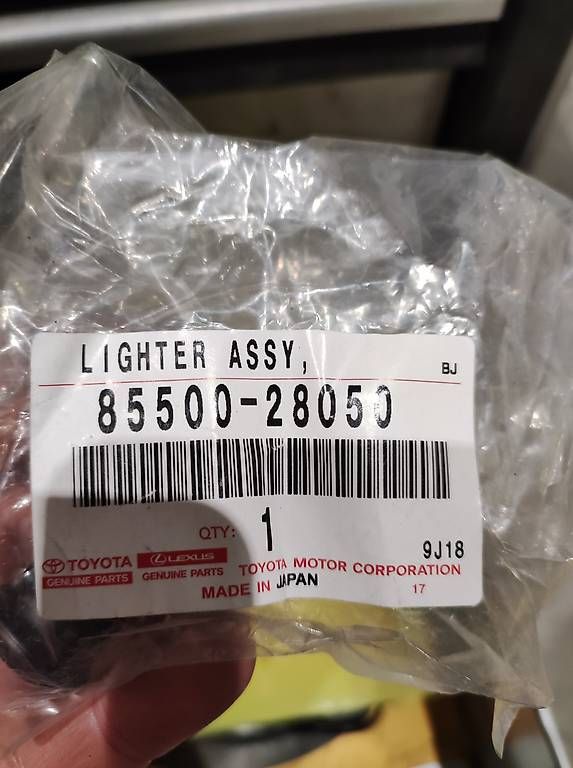 LIGHTER ASSY,
BJ
85500-28050
QTY: 1
9J18
TOYOTA LEXUS TOYOTA MOTOR CORPORATION
GENUINE PARTS GENUINE PARTS
MADE IN JAPAN 17